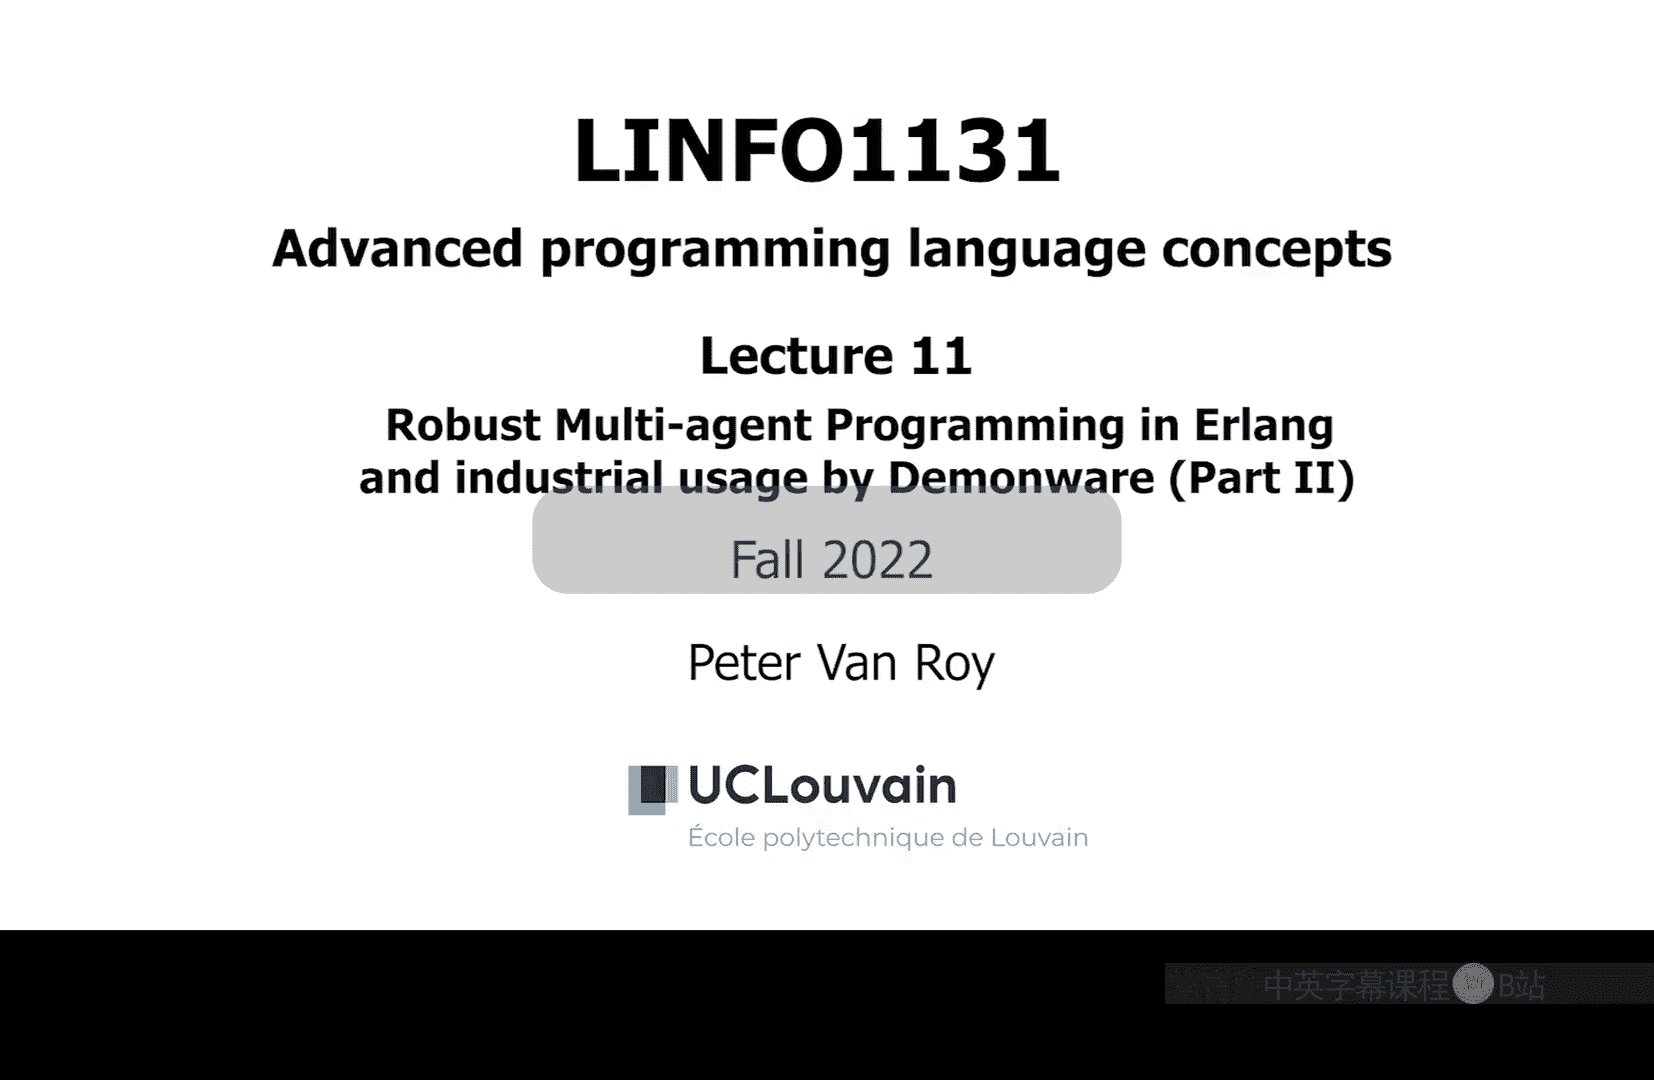 LINFO1131
Advanced programming language concepts
Lecture 11
Robust Multi-agent Programming in Erlang
and industrial usage by Demonware (Part II)
Fall 2022
Peter Van Roy
UCLouvain
École polytechnique de Louvain
中英字幕课程 B站